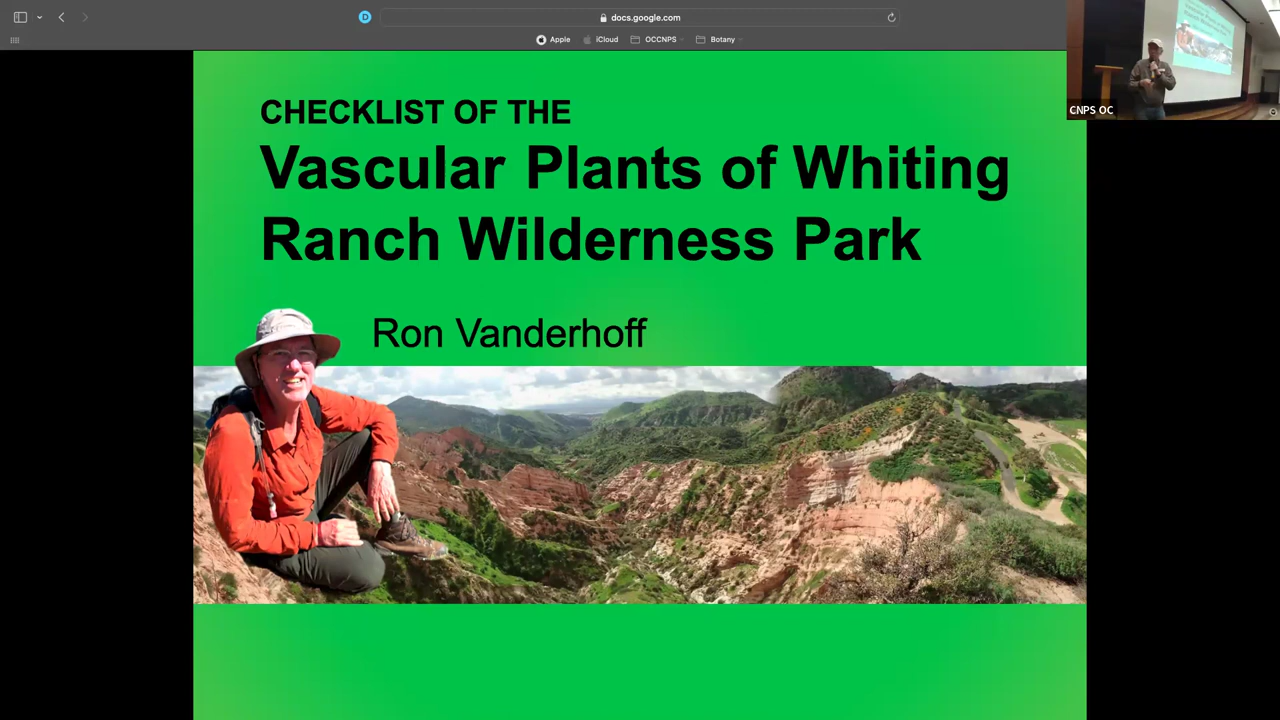 docs.google.com
Apple
iCloud
OCCNPS
Botany
CNPS OC
CHECKLIST OF THE
Vascular Plants of Whiting
Ranch Wilderness Park
Ron Vanderhoff